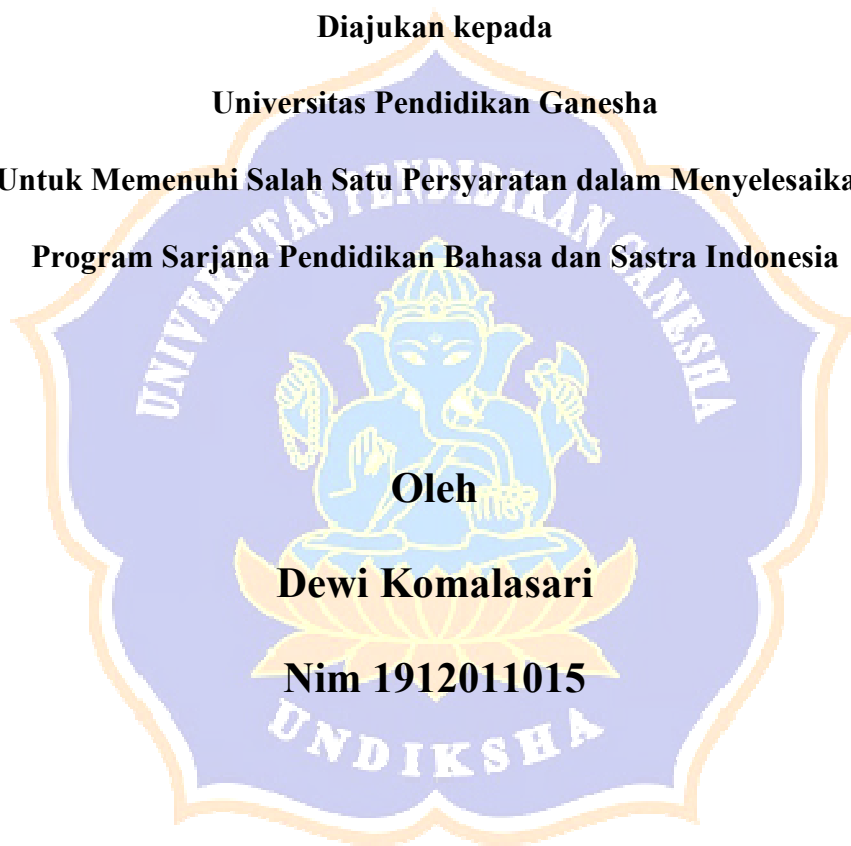 Diajukan kepada
Universitas Pendidikan Ganesha
Untuk Memenuhi Salah Satu Persyaratan dalam Menyelesaika
Program Sarjana Pendidikan Bahasa dan Sastra Indonesia
UNIVERSITAS PENDIDIKAN GANESHA
Oleh
Dewi Komalasari
Nim 1912011015
UNDIKSHA